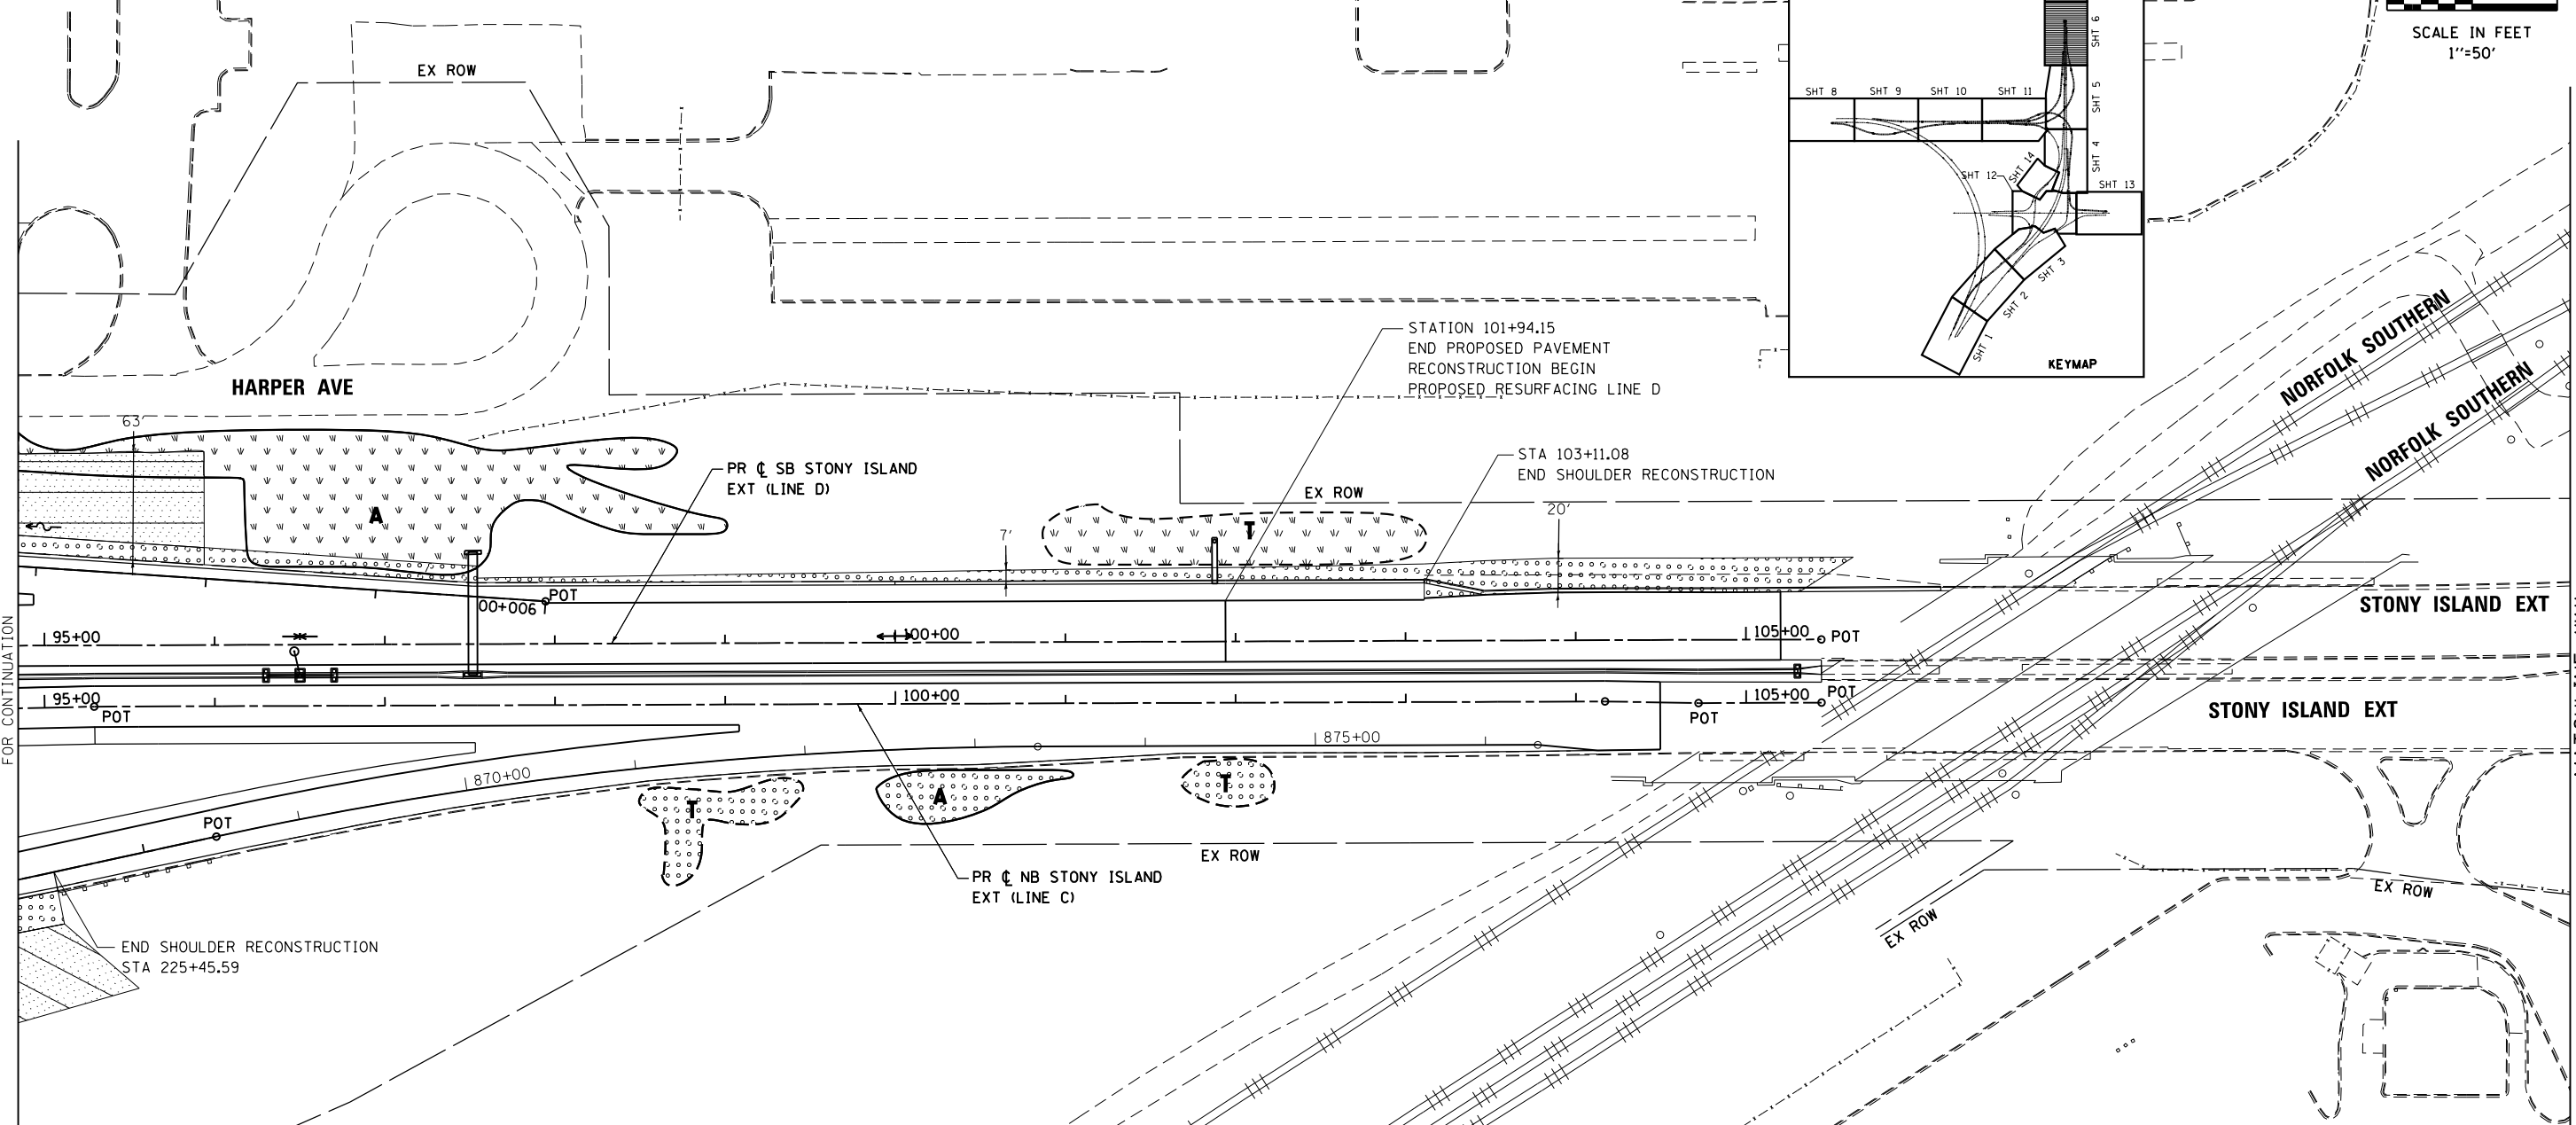 SCALE IN FEET
1"=50'
EX ROW
SHT 6
SHT 5
SHT 4
SHT 8
SHT 9
SHT 10
SHT 11
SHT 12
SHT 14
SHT 13
SHT 3
SHT 2
SHT 1
KEYMAP
NORFOLK SOUTHERN
NORFOLK SOUTHERN
HARPER AVE
STATION 101+94.15
END PROPOSED PAVEMENT
RECONSTRUCTION BEGIN
PROPOSED RESURFACING LINE D
63'
PR ℄ SB STONY ISLAND
EXT (LINE D)
STA 103+11.08
END SHOULDER RECONSTRUCTION
EX ROW
A
T
7'
20'
00+006
POT
STONY ISLAND EXT
95+00
100+00
105+00
POT
95+00
POT
100+00
105+00
POT
POT
STONY ISLAND EXT
FOR CONTINUATION
875+00
870+00
T
A
T
POT
EX ROW
PR ℄ NB STONY ISLAND
EXT (LINE C)
EX ROW
EX ROW
END SHOULDER RECONSTRUCTION
STA 225+45.59